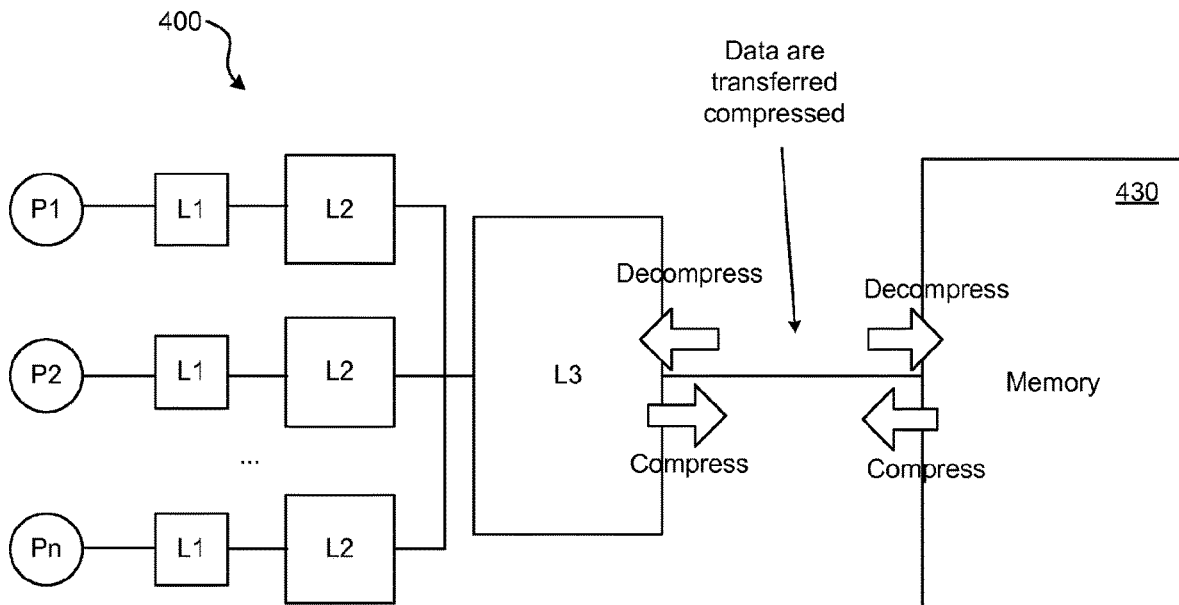 400
Data are
transferred
compressed
430
P1
L1
L2
Decompress
Decompress
P2
L1
L2
L3
Memory
...
Compress
Compress
Pn
L1
L2